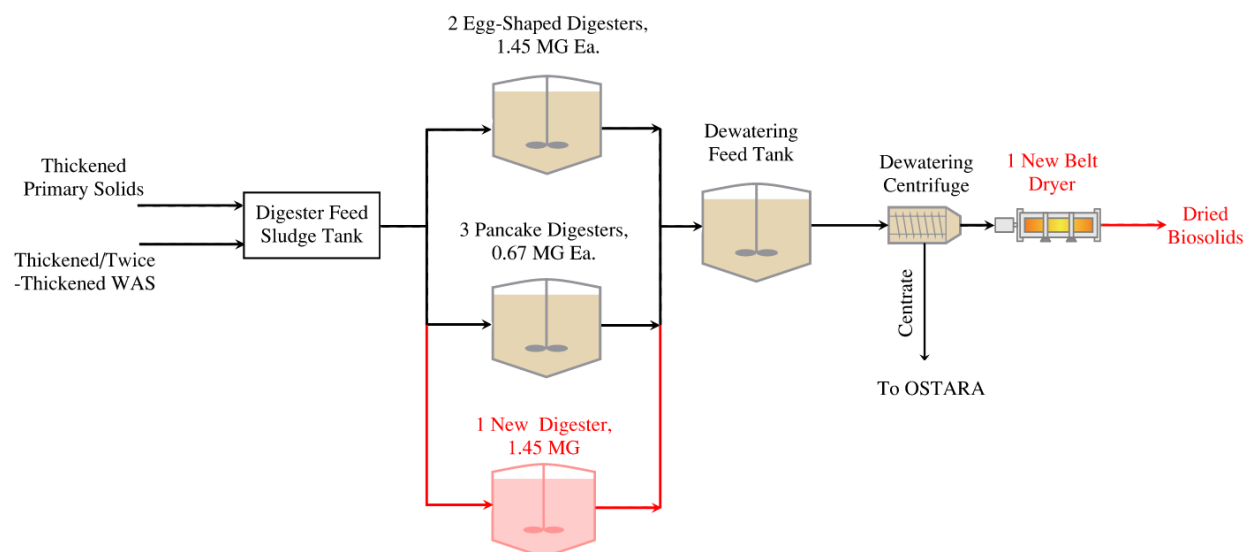 2 Egg-Shaped Digesters,
1.45 MG Ea.
Thickened
Primary Solids
Thickened/Twice
-Thickened WAS
Digester Feed
Sludge Tank
3 Pancake Digesters,
0.67 MG Ea.
1 New Digester,
1.45 MG
Dewatering
Feed Tank
Dewatering
Centrifuge
Centrate
To OSTARA
1 New Belt
Dryer
Dried
Biosolids